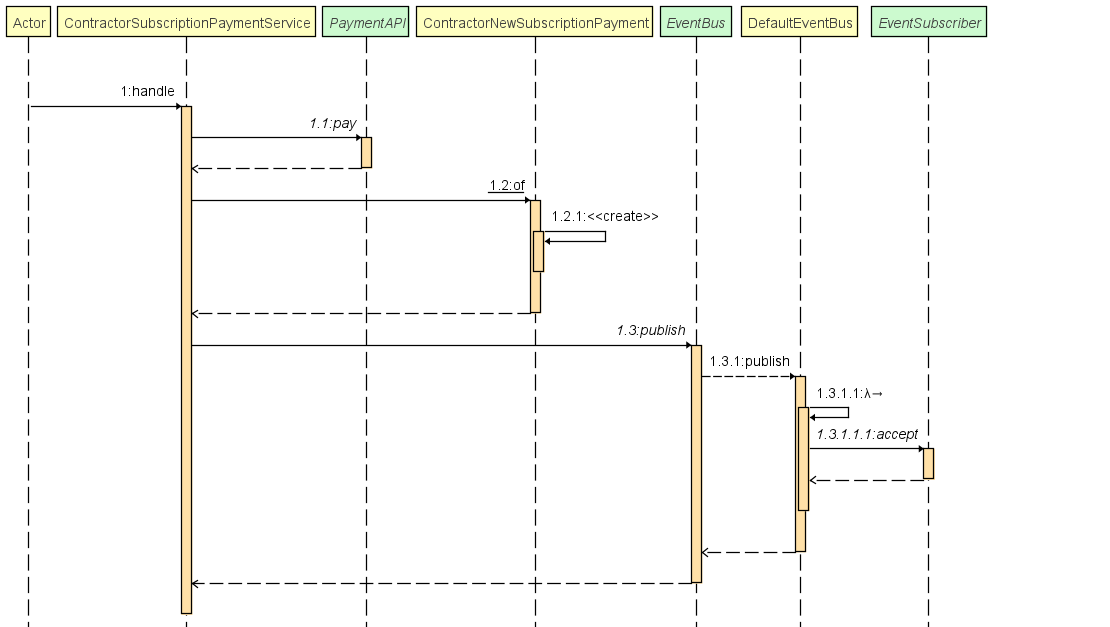 Actor
ContractorSubscriptionPaymentService
PaymentAPI
ContractorNewSubscriptionPayment
EventBus
DefaultEventBus
EventSubscriber
1:handle
1.1:pay
1.2:of
1.2.1:<<create>>
1.3:publish
1.3.1:publish
1.3.1.1:λ→
1.3.1.1.1:accept